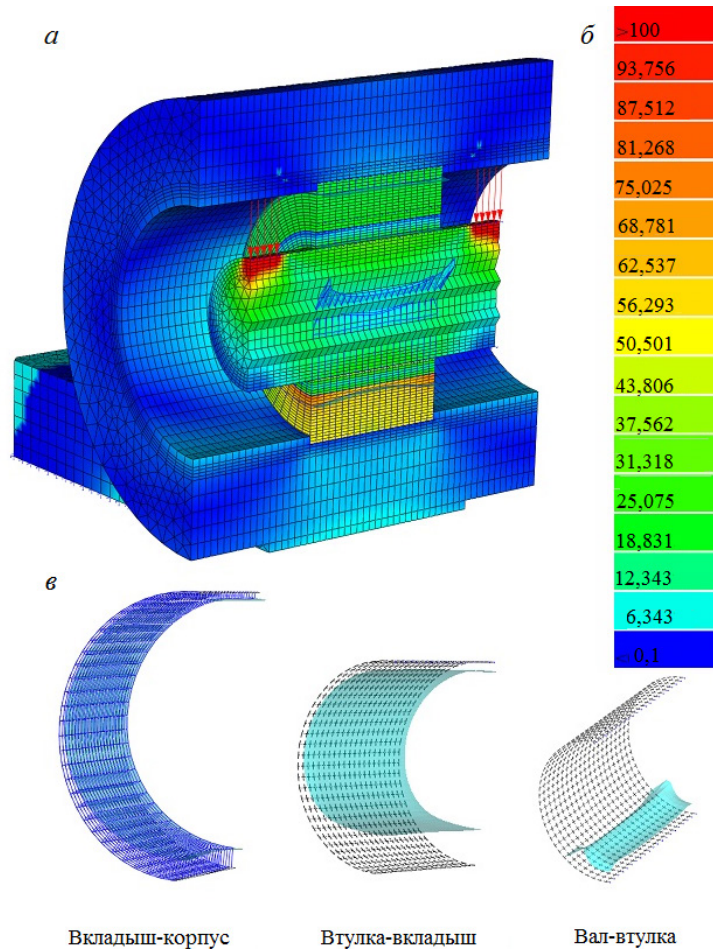 а
б
>100
93,756
87,512
81,268
75,025
68,781
62,537
56,293
50,501
43,806
37,562
31,318
25,075
18,831
12,343
6,343
<0,1
в
Вкладыш-корпус
Втулка-вкладыш
Вал-втулка